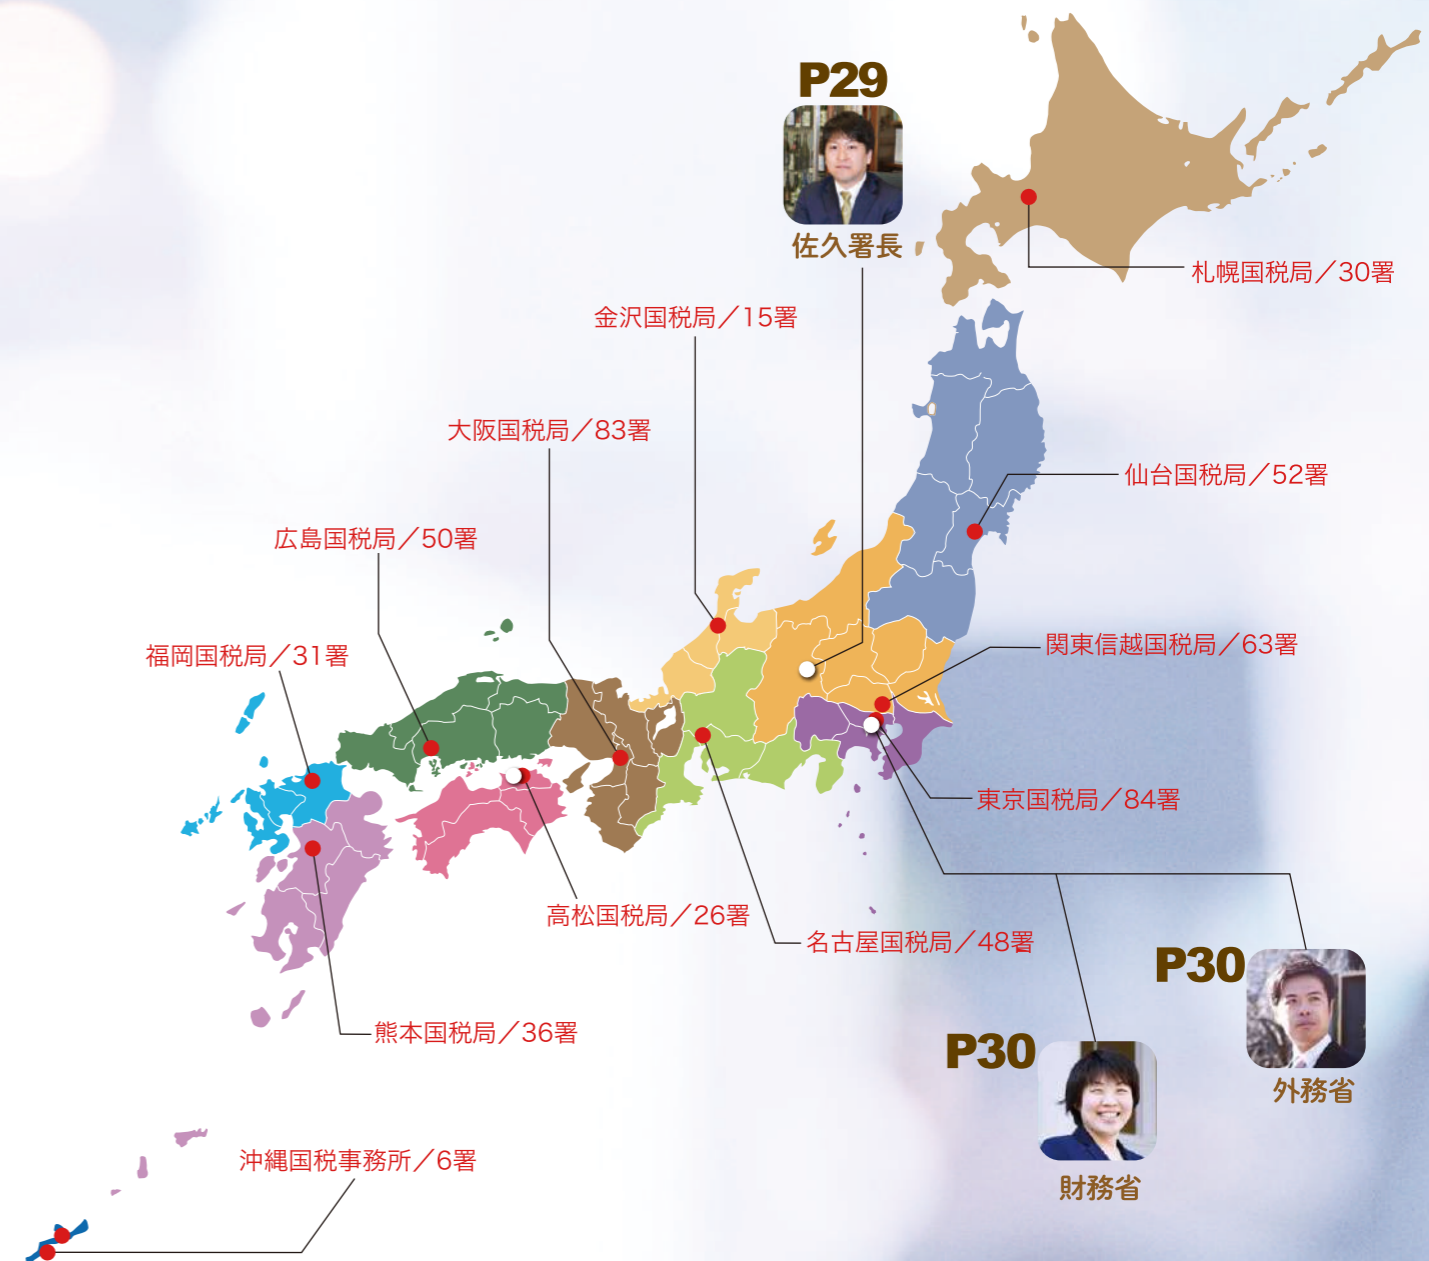 P29
佐久署長
札幌国税局／30署
金沢国税局／15署
大阪国税局／83署
仙台国税局／52署
広島国税局／50署
福岡国税局／31署
関東信越国税局／63署
東京国税局／84署
高松国税局／26署
名古屋国税局／48署
P30
外務省
熊本国税局／36署
P30
財務省
沖縄国税事務所／6署